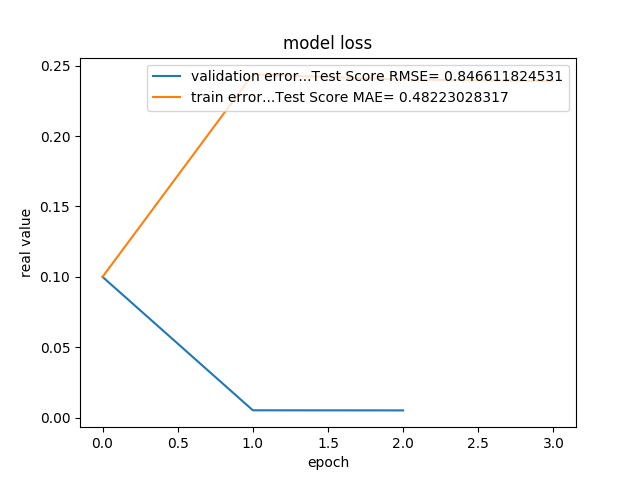 model loss
validation error...Test Score RMSE= 0.846611824531
train error...Test Score MAE= 0.48223028317
real value
0.25
0.20
0.15
0.10
0.05
0.00
0.0 0.5 1.0 1.5 2.0 2.5 3.0
epoch